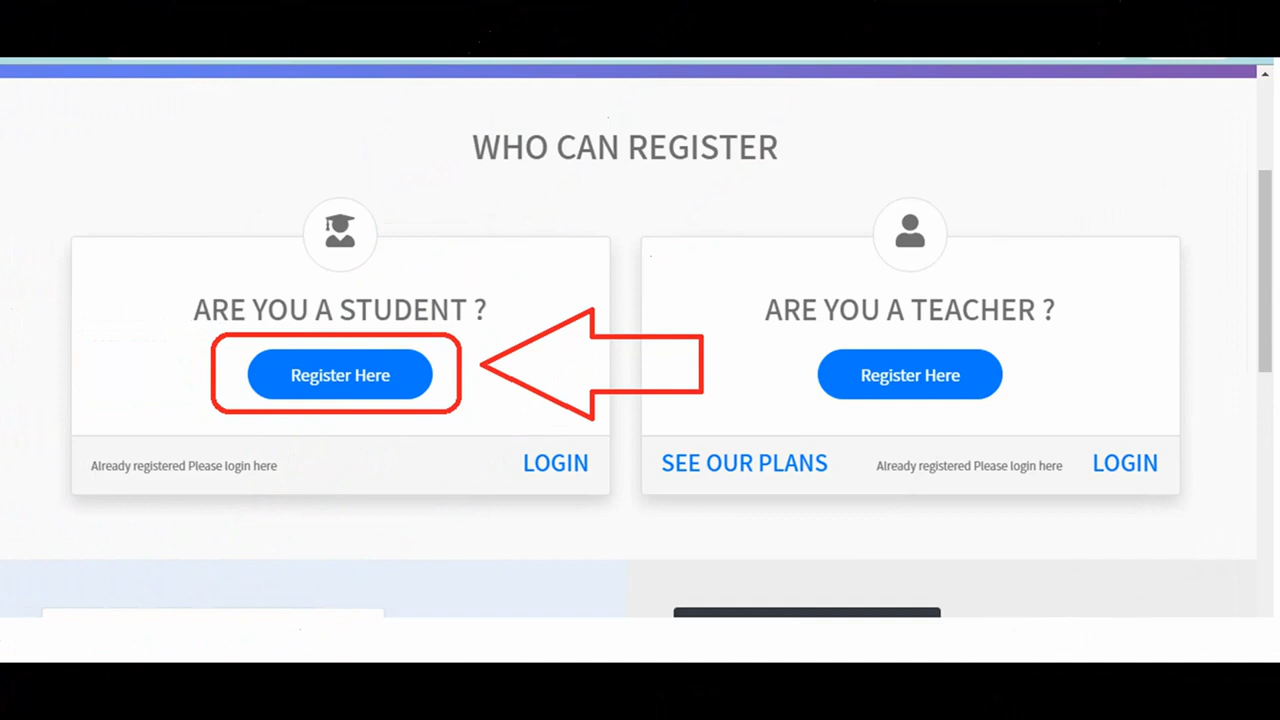 WHO CAN REGISTER
ARE YOU A STUDENT ?
Register Here
Already registered Please login here
LOGIN
ARE YOU A TEACHER ?
Register Here
SEE OUR PLANS
Already registered Please login here
LOGIN